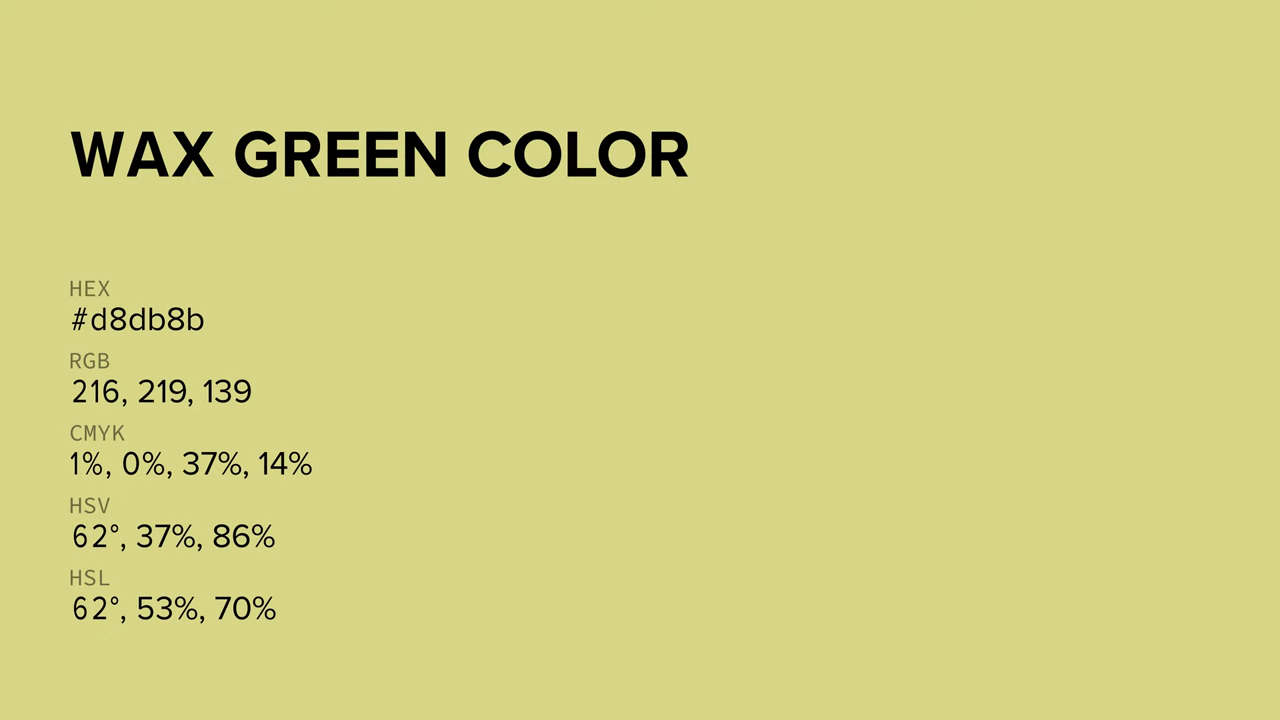 WAX GREEN COLOR
HEX
#d8db8b
RGB
216, 219, 139
CMYK
1%, 0%, 37%, 14%
HSV
62°, 37%, 86%
HSL
62°, 53%, 70%